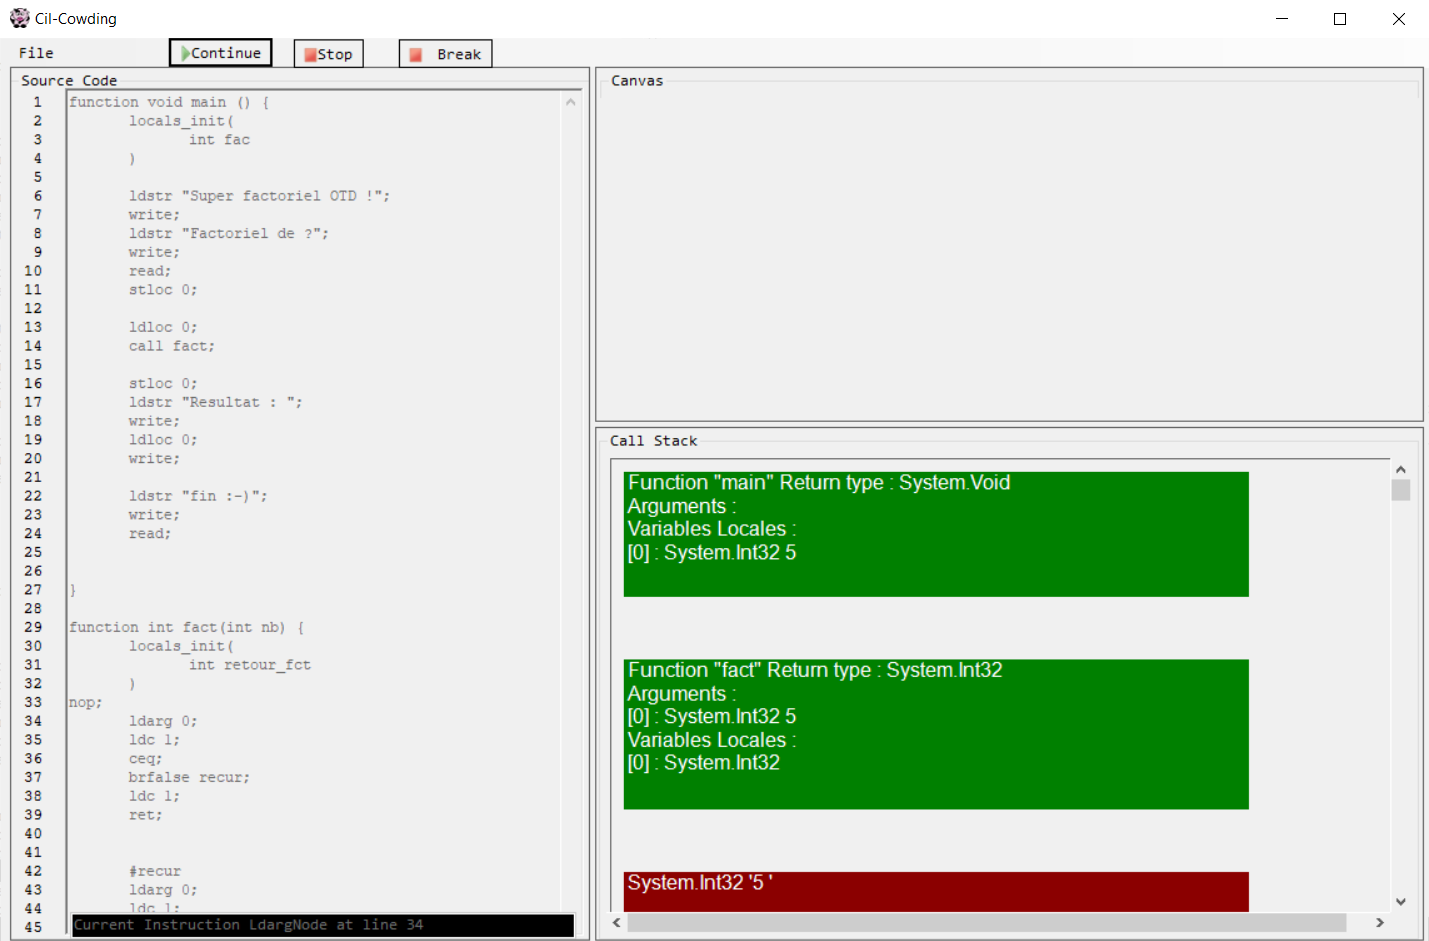 Cil-Cowding
File
Continue
Stop
Break
Source Code
1 function void main () {
2 locals_init(
3 int fac
4 )
5
6 ldstr "Super factoriel OTD !";
7 write;
8 ldstr "Factoriel de ?";
9 write;
10 read;
11 stloc 0;
12
13 ldloc 0;
14 call fact;
15
16 stloc 0;
17 ldstr "Resultat : ";
18 write;
19 ldloc 0;
20 write;
21
22 ldstr "fin :-)";
23 write;
24 read;
25
26
27 }
28
29 function int fact(int nb) {
30 locals_init(
31 int retour_fct
32 )
33 nop;
34 ldarg 0;
35 ldc 1;
36 ceq;
37 brfalse recur;
38 ldc 1;
39 ret;
40
41
42 #recur
43 ldarg 0;
44 ldc 1;
45
Current Instruction LdargNode at line 34
Canvas
Call Stack
Function "main" Return type : System.Void
Arguments :
Variables Locales :
[0] : System.Int32 5
Function "fact" Return type : System.Int32
Arguments :
[0] : System.Int32 5
Variables Locales :
[0] : System.Int32
System.Int32 '5 '